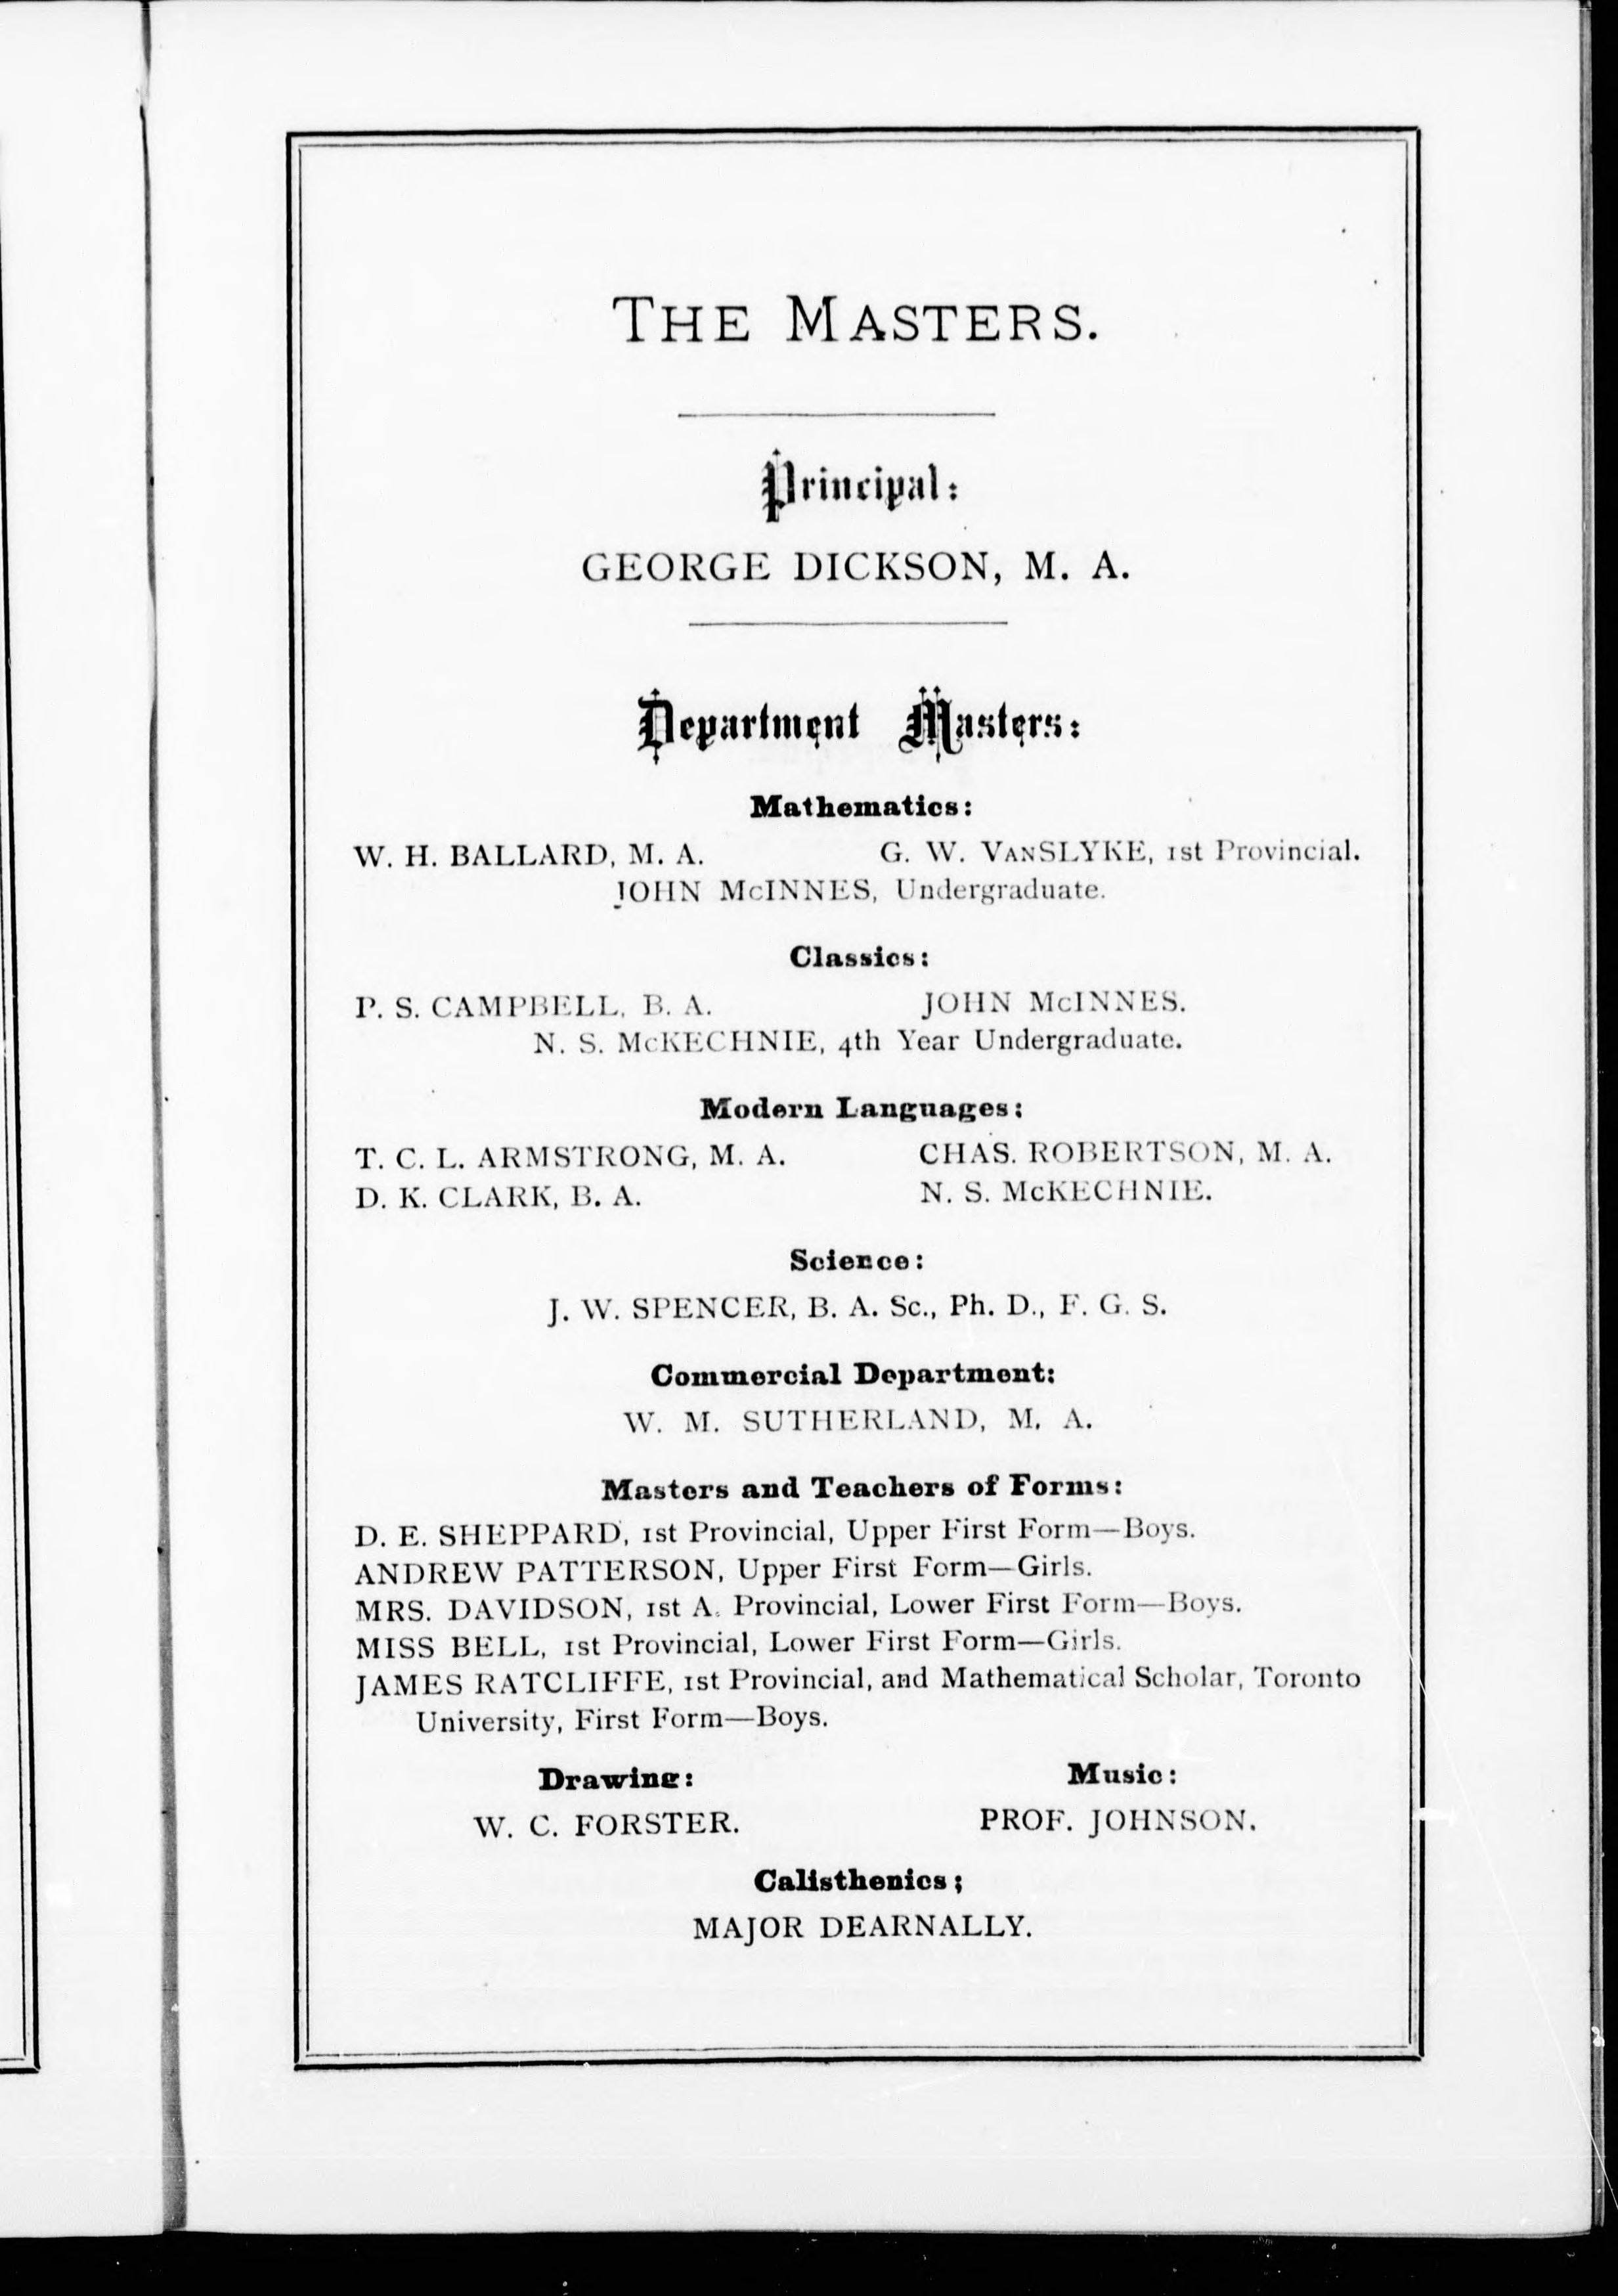 THE MASTERS.
Principal:
GEORGE DICKSON, M. A.
Department Masters:
Mathematics:
W. H. BALLARD, M. A. G. W. VANSLYKE, 1st Provincial.
JOHN McINNES, Undergraduate.
Classics:
P. S. CAMPBELL, B. A. JOHN McINNES.
N. S. McKECHNIE, 4th Year Undergraduate.
Modern Languages:
T. C. L. ARMSTRONG, M. A. CHAS. ROBERTSON, M. A.
D. K. CLARK, B. A. N. S. McKECHNIE.
Science:
J. W. SPENCER, B. A. Sc., Ph. D., F. G. S.
Commercial Department:
W. M. SUTHERLAND, M. A.
Masters and Teachers of Forms:
D. E. SHEPPARD, 1st Provincial, Upper First Form—Boys.
ANDREW PATTERSON, Upper First Form—Girls.
MRS. DAVIDSON, 1st A. Provincial, Lower First Form—Boys.
MISS BELL, 1st Provincial, Lower First Form—Girls.
JAMES RATCLIFFE, 1st Provincial, and Mathematical Scholar, Toronto
University, First Form—Boys.
Drawing: Music:
W. C. FORSTER. PROF. JOHNSON.
Calisthenics;
MAJOR DEARNALLY.